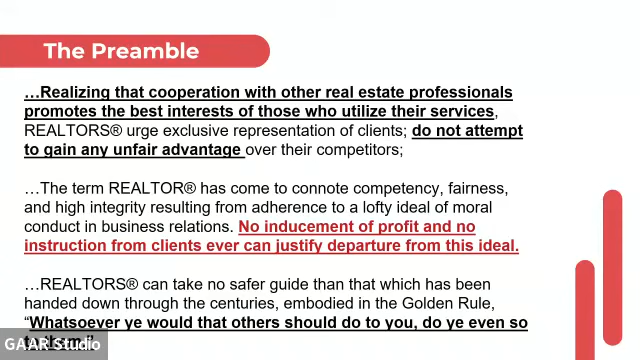 The Preamble
…Realizing that cooperation with other real estate professionals
promotes the best interests of those who utilize their services,
REALTORS® urge exclusive representation of clients; do not attempt
to gain any unfair advantage over their competitors;
…The term REALTOR® has come to connote competency, fairness,
and high integrity resulting from adherence to a lofty ideal of moral
conduct in business relations. No inducement of profit and no
instruction from clients ever can justify departure from this ideal.
…REALTORS® can take no safer guide than that which has been
handed down through the centuries, embodied in the Golden Rule,
“Whatsoever ye would that others should do to you, do ye even so
GAAR Studio